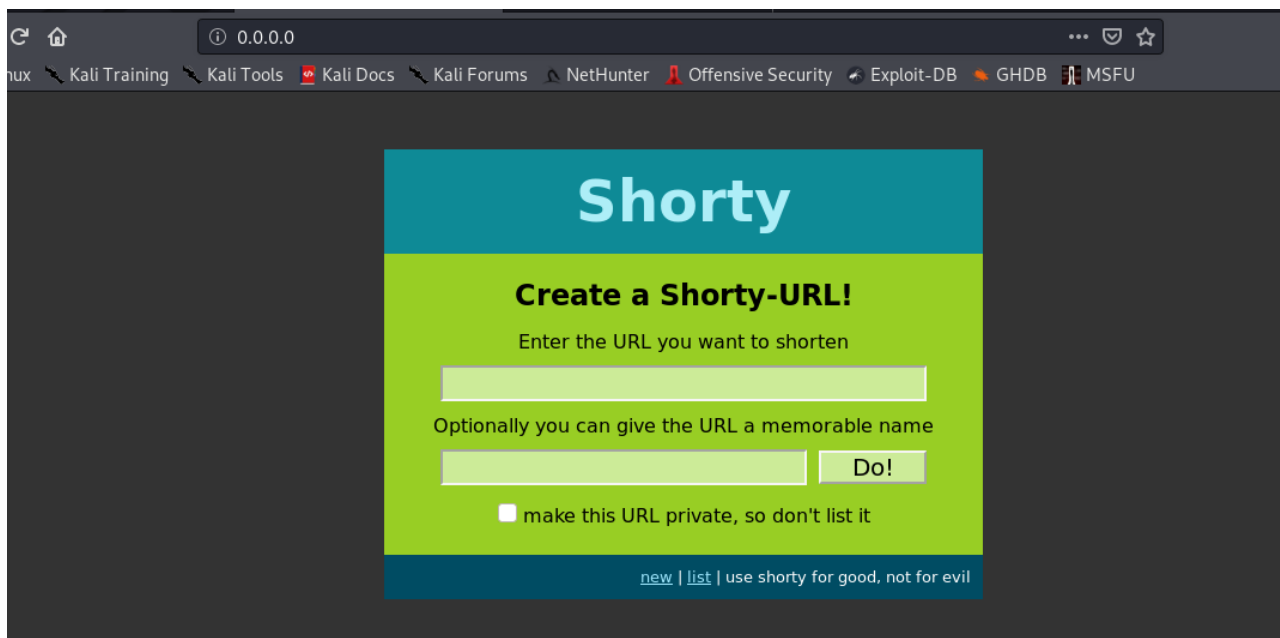 0.0.0.0
nux Kali Training Kali Tools Kali Docs Kali Forums NetHunter Offensive Security Exploit-DB GHDB MSFU
Shorty
Create a Shorty-URL!
Enter the URL you want to shorten
Optionally you can give the URL a memorable name
Do!
make this URL private, so don't list it
new | list | use shorty for good, not for evil